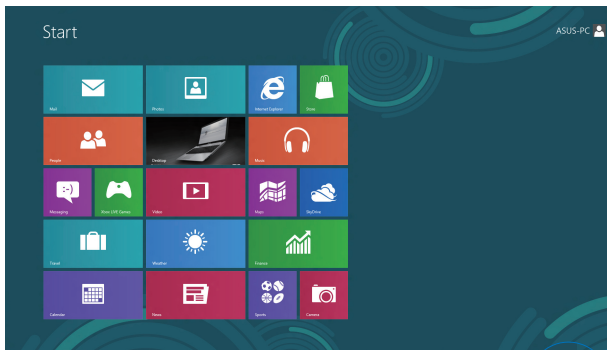 Start
ASUS-PC
Mail
Photos
Internet Explorer
Store
People
Desktop
Music
Messaging
Xbox LIVE Games
Video
Maps
SkyDrive
Travel
Weather
Finance
Calendar
News
Sports
Camera